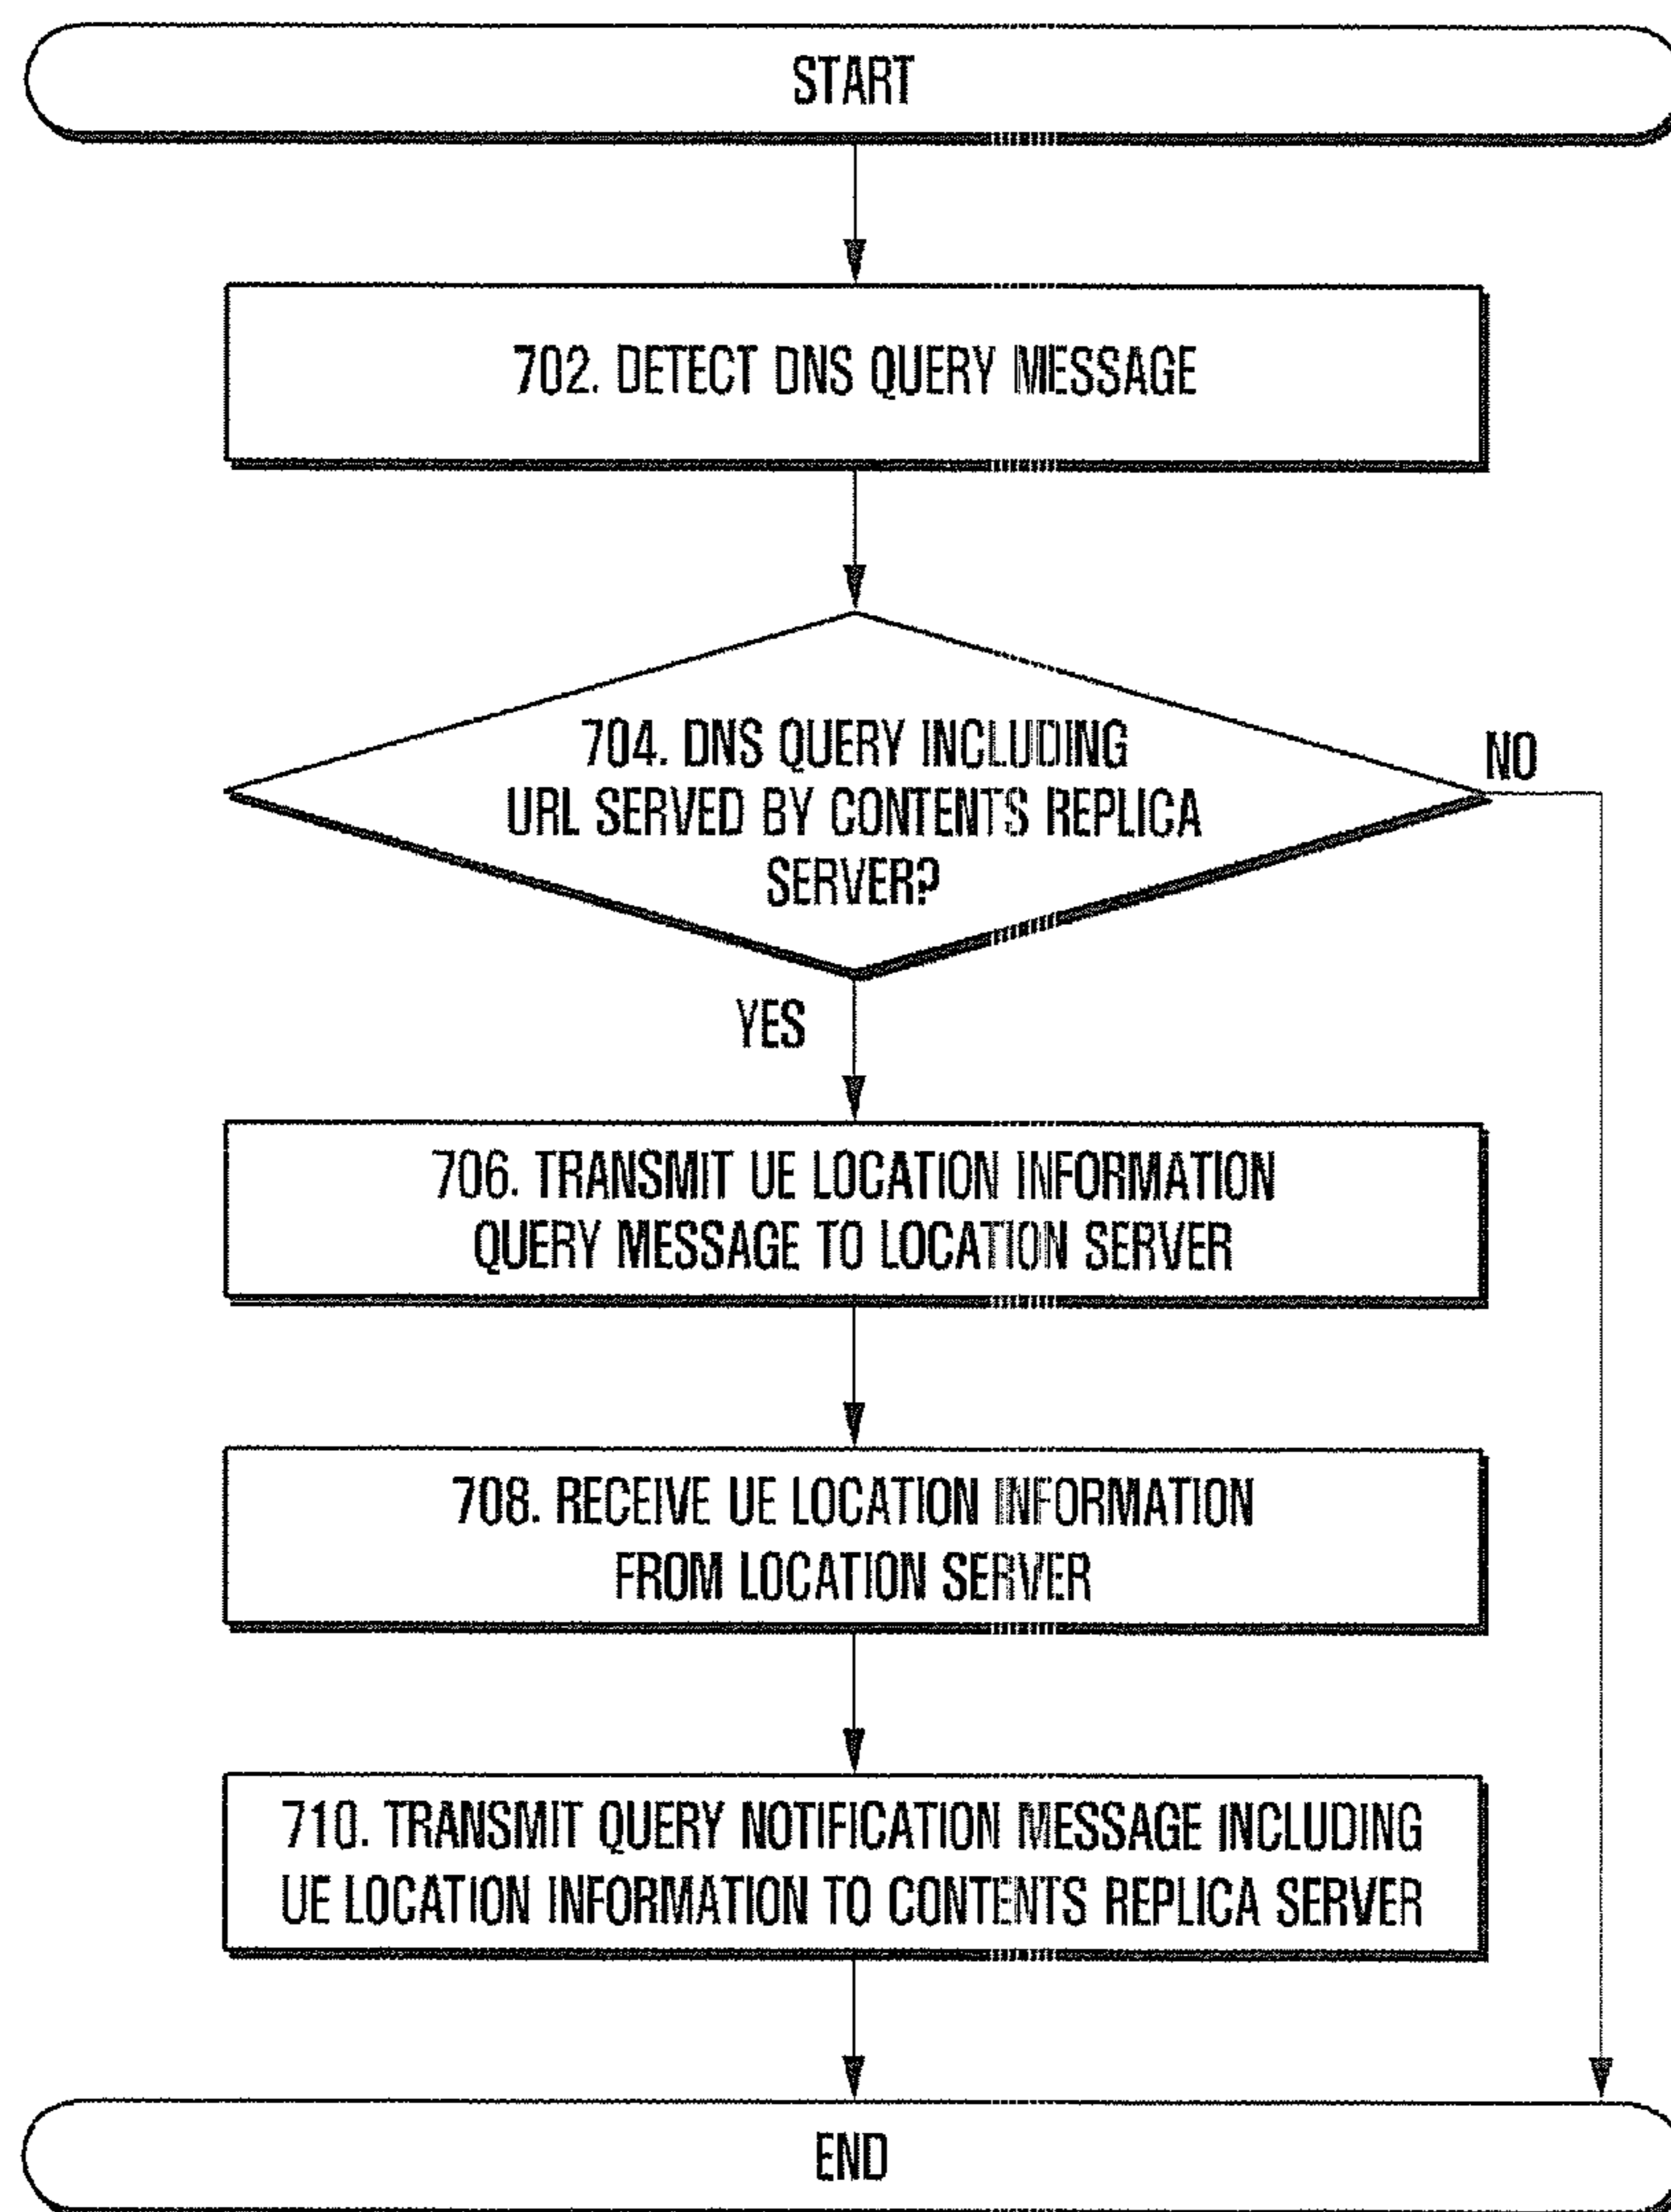 START
702. DETECT DNS QUERY MESSAGE
704. DNS QUERY INCLUDING
URL SERVED BY CONTENTS REPLICA
SERVER?
NO
YES
706. TRANSMIT UE LOCATION INFORMATION
QUERY MESSAGE TO LOCATION SERVER
708. RECEIVE UE LOCATION INFORMATION
FROM LOCATION SERVER
710. TRANSMIT QUERY NOTIFICATION MESSAGE INCLUDING
UE LOCATION INFORMATION TO CONTENTS REPLICA SERVER
END